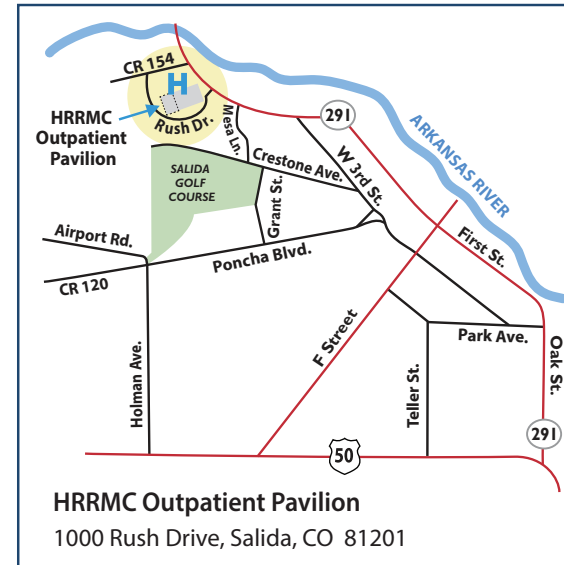 CR 154
H
HRRMC
Outpatient
Pavilion
Rush Dr.
Mesa Ln.
291
ARKANSAS RIVER
W 3rd St.
SALIDA
GOLF
COURSE
Crestone Ave.
Grant St.
Airport Rd.
Poncha Blvd.
First St.
CR 120
F Street
Park Ave.
Oak St.
Holman Ave.
Teller St.
291
50
HRRMC Outpatient Pavilion
1000 Rush Drive, Salida, CO 81201